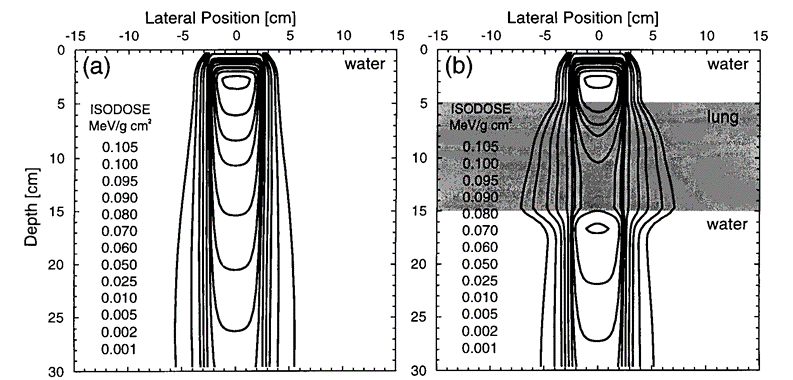 Lateral Position [cm]
-15 -10 -5 0 5 10 15
0
5
10
15
20
25
30
Depth [cm]
(a)
water
ISODOSE
MeV/g cm²
0.105
0.100
0.095
0.090
0.080
0.070
0.060
0.050
0.025
0.010
0.005
0.002
0.001
Lateral Position [cm]
-15 -10 -5 0 5 10 15
0
5
10
15
20
25
30
(b)
water
lung
water
ISODOSE
MeV/g cm²
0.105
0.100
0.095
0.090
0.080
0.070
0.060
0.050
0.025
0.010
0.005
0.002
0.001